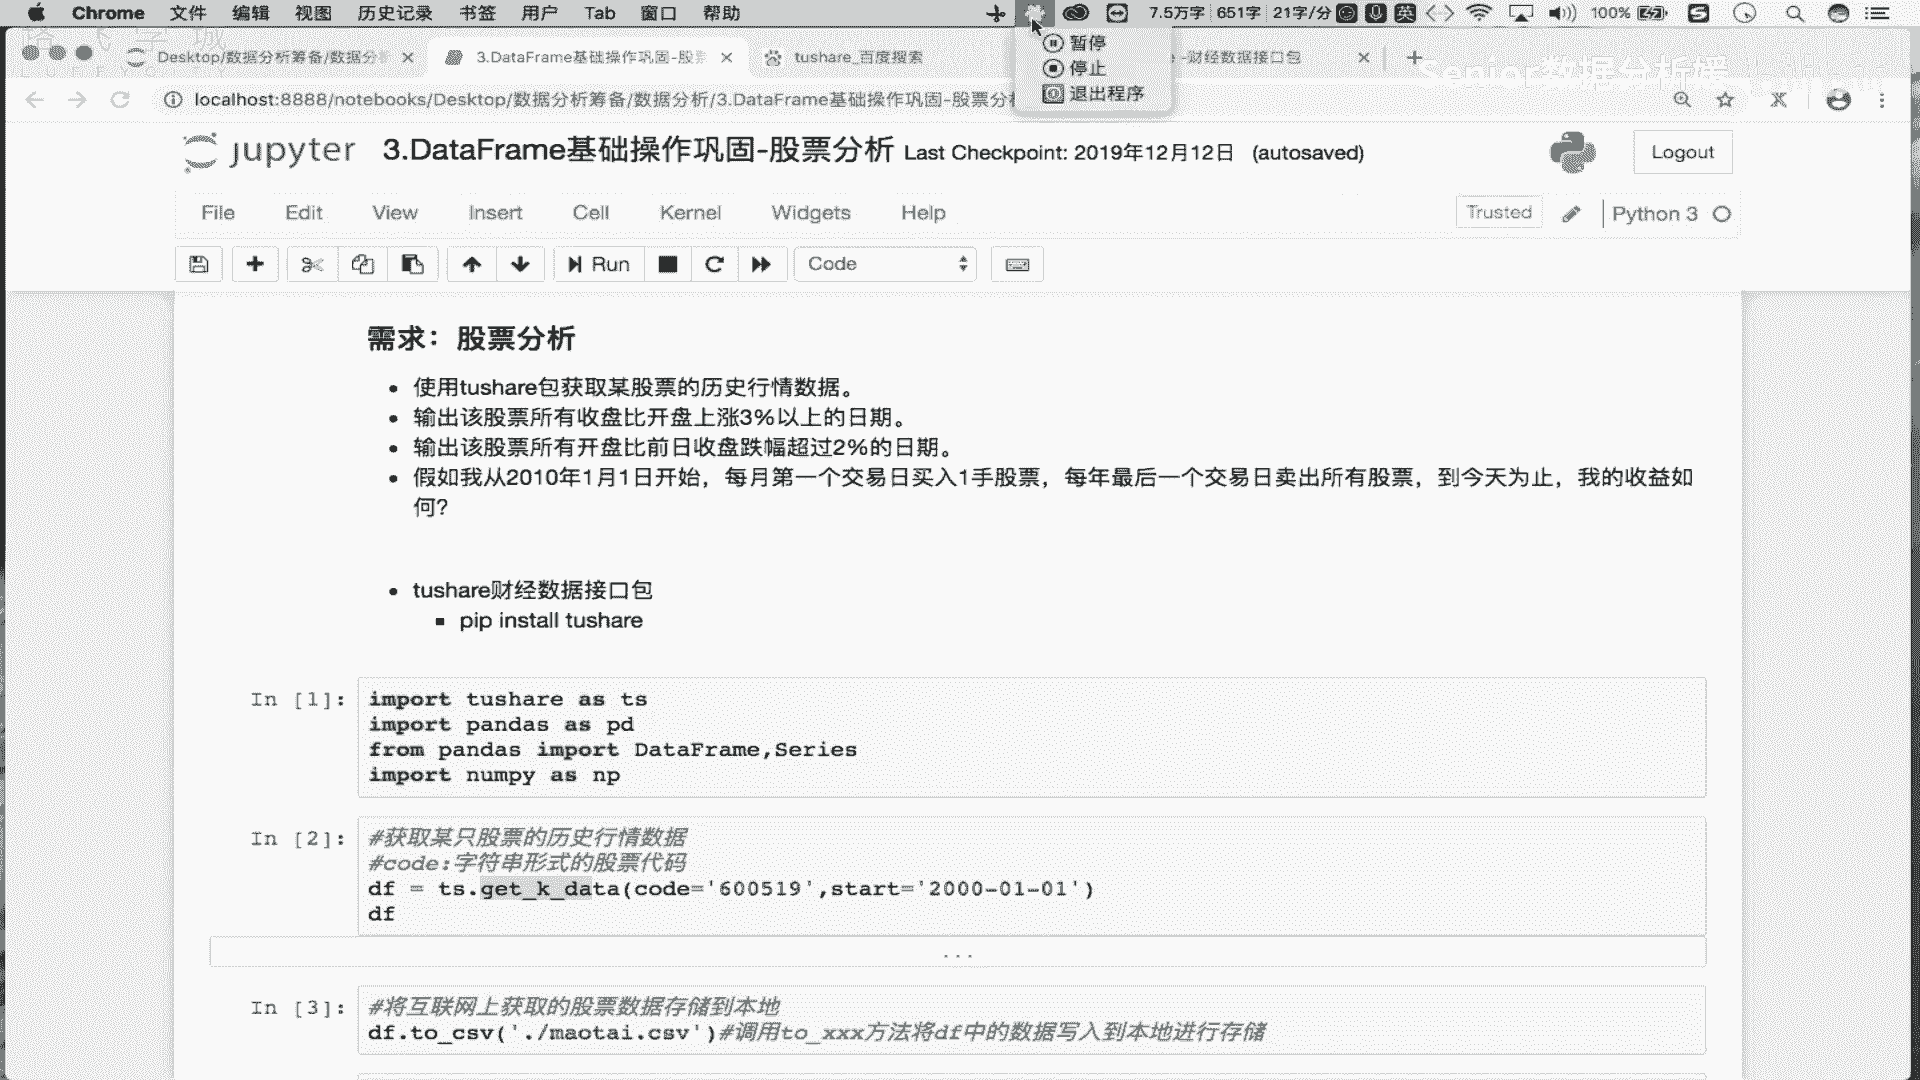 Chrome 文件 编辑 视图 历史记录 书签 用户 Tab 窗口 帮助 7.5万字 651字 21字/分 英 100%
暂停
停止
退出程序
Desktop/数据分析筹备/数据分析 3.DataFrame基础操作巩固-股票 tushare_百度搜索 -财经数据接口包
Senior数据分析媛
localhost:8888/notebooks/Desktop/数据分析筹备/数据分析/3.DataFrame基础操作巩固-股票分析
jupyter 3.DataFrame基础操作巩固-股票分析 Last Checkpoint: 2019年12月12日 (autosaved) Logout
File Edit View Insert Cell Kernel Widgets Help Trusted Python 3
Run Code
需求：股票分析
使用tushare包获取某股票的历史行情数据。
输出该股票所有收盘比开盘上涨3%以上的日期。
输出该股票所有开盘比前日收盘跌幅超过2%的日期。
假如我从2010年1月1日开始，每月第一个交易日买入1手股票，每年最后一个交易日卖出所有股票，到今天为止，我的收益如
何?
tushare财经数据接口包
pip install tushare
In [1]: import tushare as ts
import pandas as pd
from pandas import DataFrame,Series
import numpy as np
In [2]: #获取某只股票的历史行情数据
#code:字符串形式的股票代码
df = ts.get_k_data(code='600519',start='2000-01-01')
df
...
In [3]: #将互联网上获取的股票数据存储到本地
df.to_csv('./maotai.csv')#调用to_xxx方法将df中的数据写入到本地进行存储